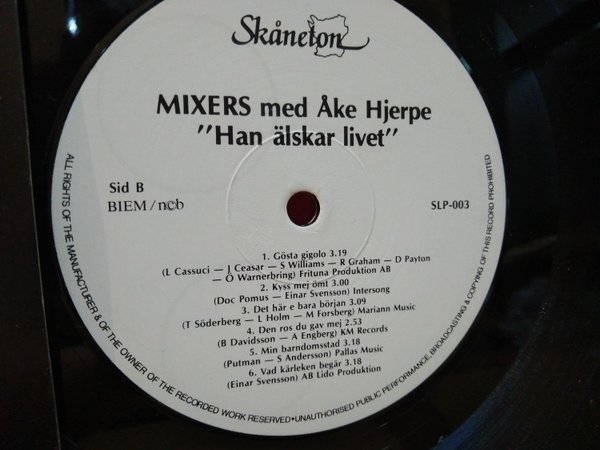 Skåneton
MIXERS med Åke Hjerpe
"Han älskar livet"
Sid B
BIEM/ncb
SLP-003
1. Gösta gigolo 3.19
(L Cassuci — J Ceasar — S Williams — R Graham — D Payton
— O Warnerbring) Frituna Produktion AB
2. Kyss mej ömt 3.00
(Doc Pomus — Einar Svensson) Intersong
3. Det här e bara början 3.09
(T Söderberg — L Holm — M Forsberg) Mariann Music
4. Den ros du gav mej 2.53
(B Davidsson — A Engberg) KM Records
5. Min barndomsstad 3.18
(Putman — S Andersson) Pallas Music
6. Vad kärleken begär 3.18
(Einar Svensson) AB Lido Produktion
ALL RIGHTS OF THE MANUFACTURER & OF THE OWNER OF THE RECORDED WORK RESERVED•UNAUTHORISED PUBLIC PERFORMANCE, BROADCASTING & COPYING OF THIS RECORD PROHIBITED